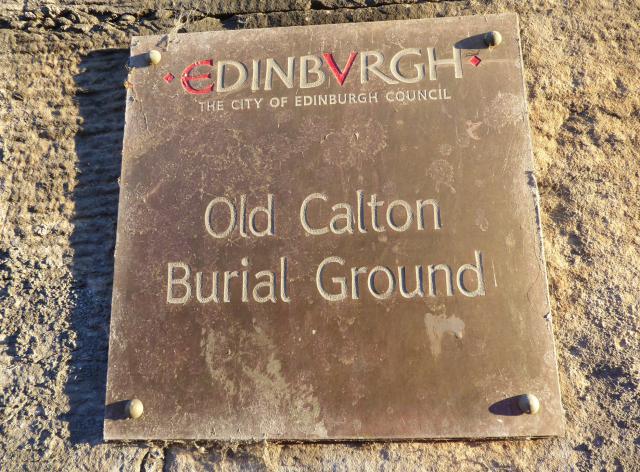 EDINBVRGH
THE CITY OF EDINBURGH COUNCIL
Old Calton
Burial Ground